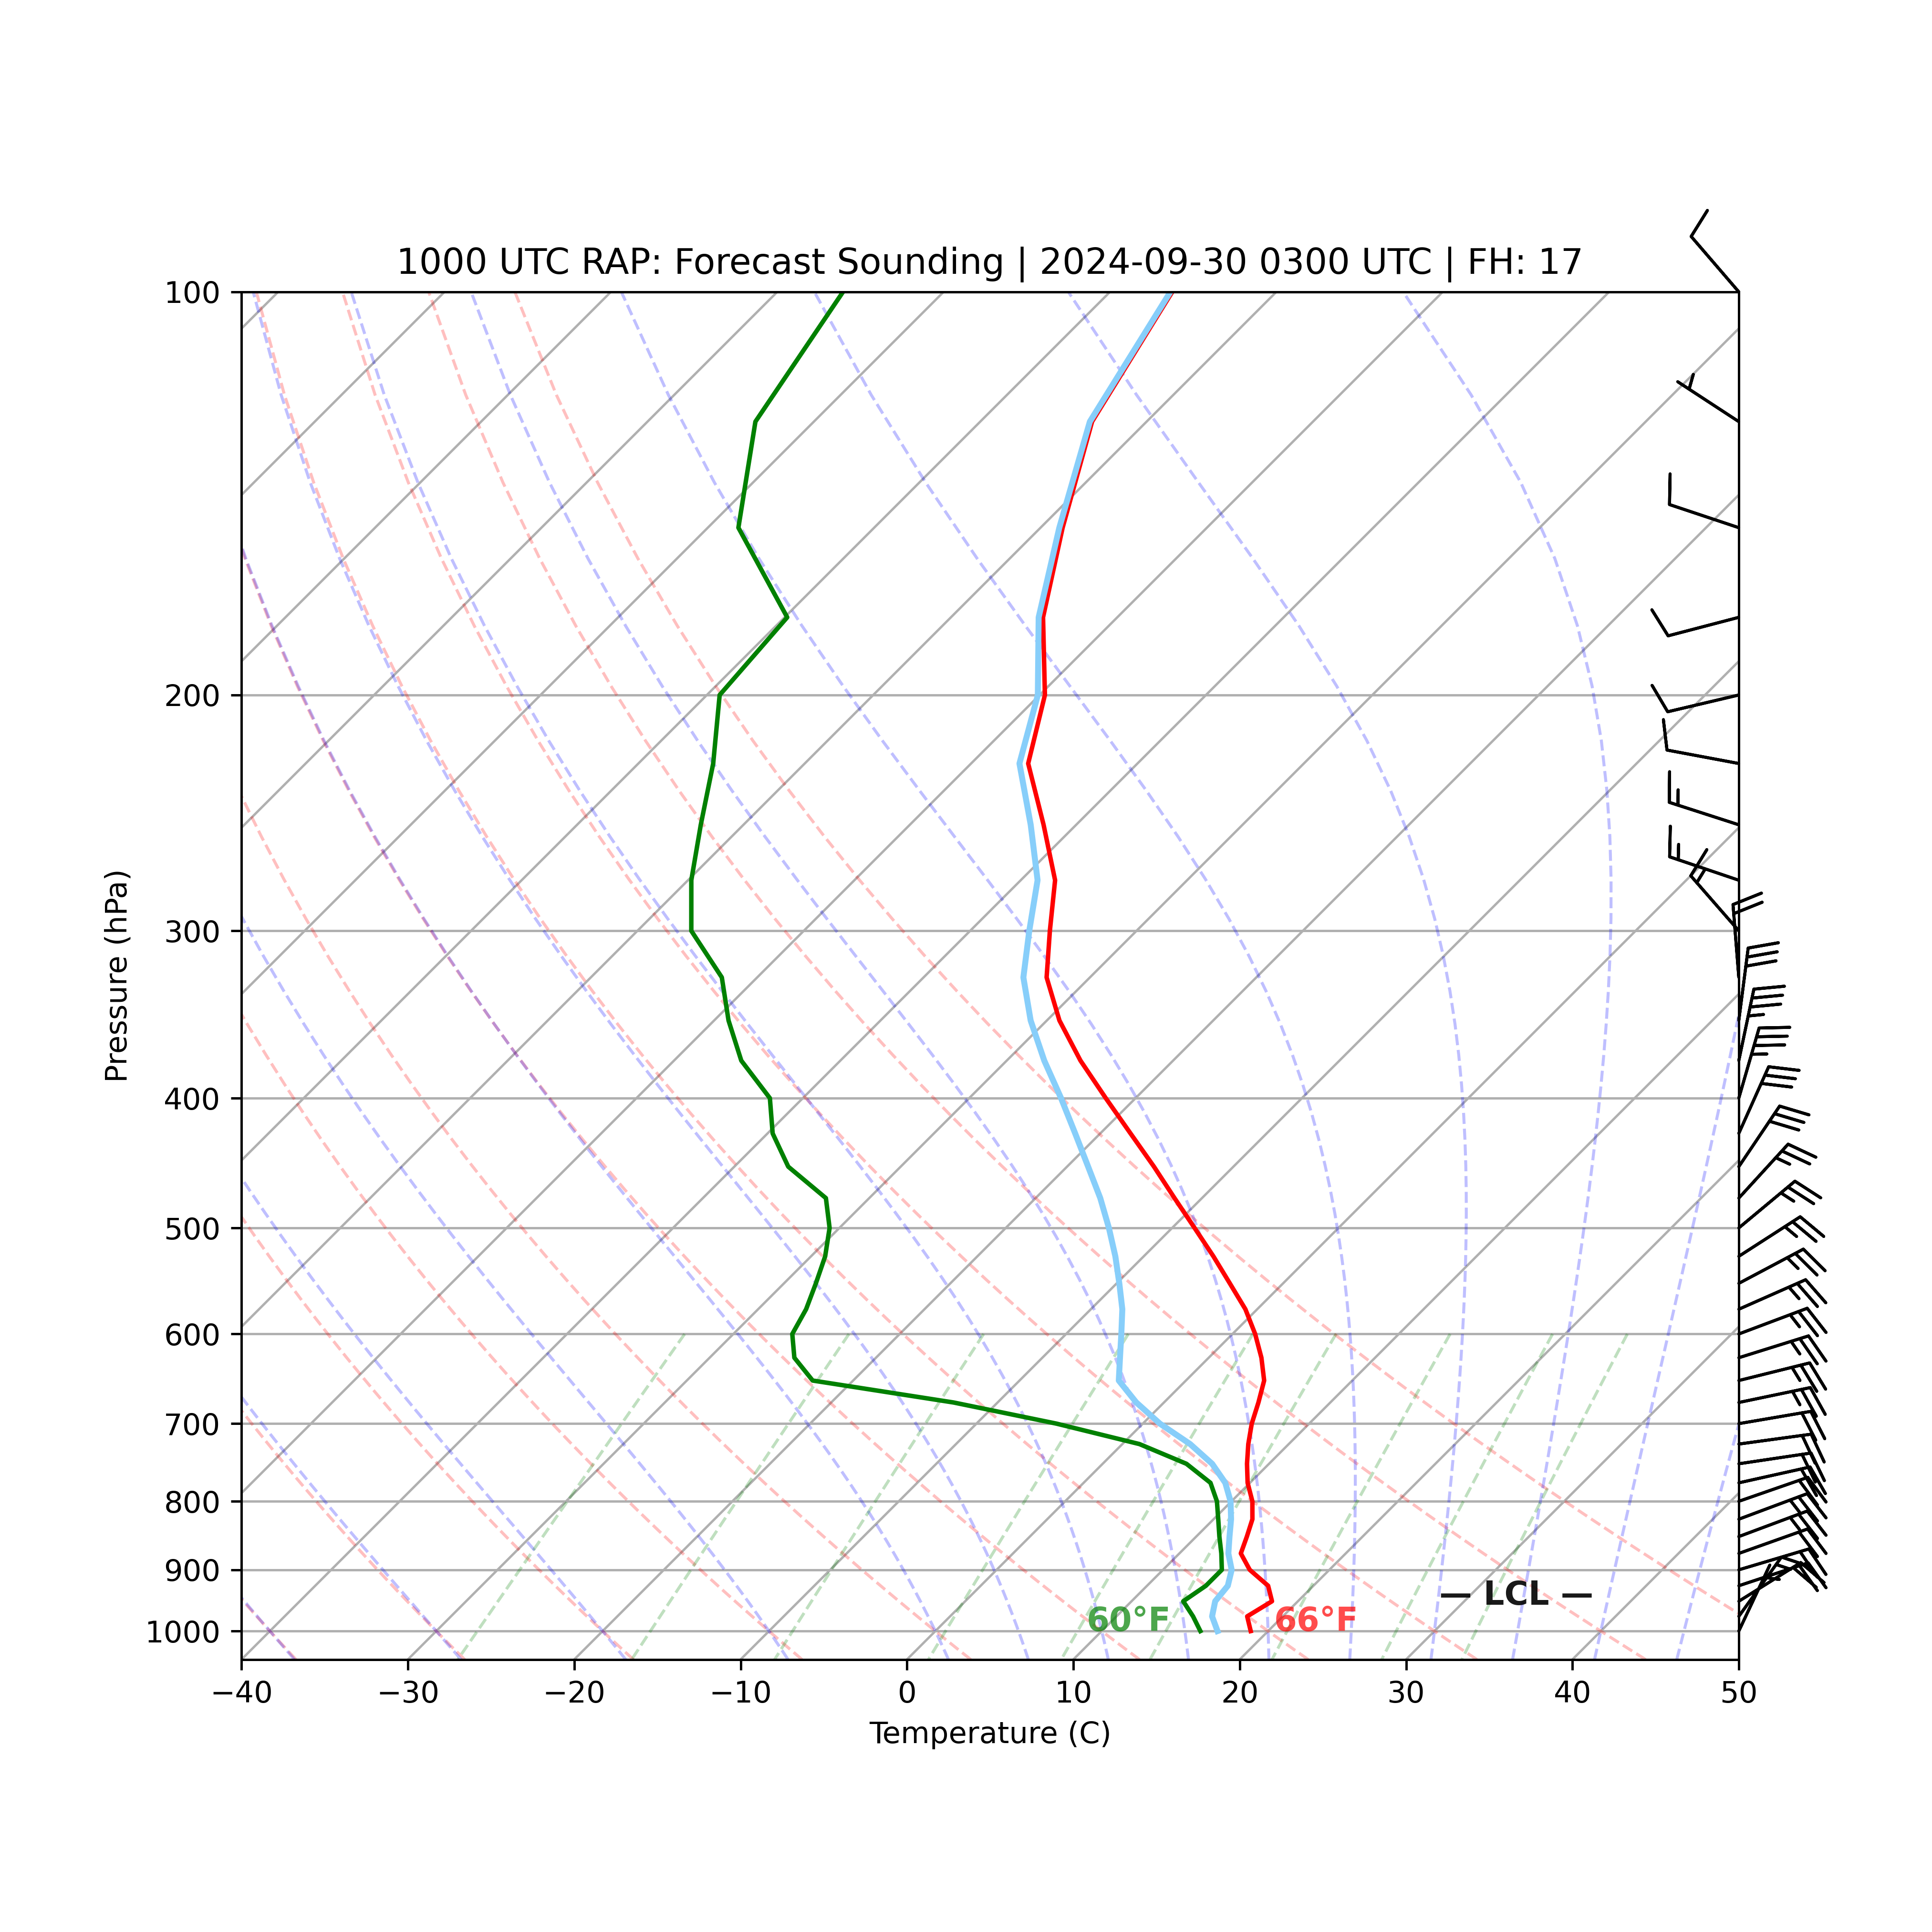 1000 UTC RAP: Forecast Sounding | 2024-09-30 0300 UTC | FH: 17
100
200
300
400
500
600
700
800
900
1000
Pressure (hPa)
— LCL —
60°F
66°F
−40 −30 −20 −10 0 10 20 30 40 50
Temperature (C)